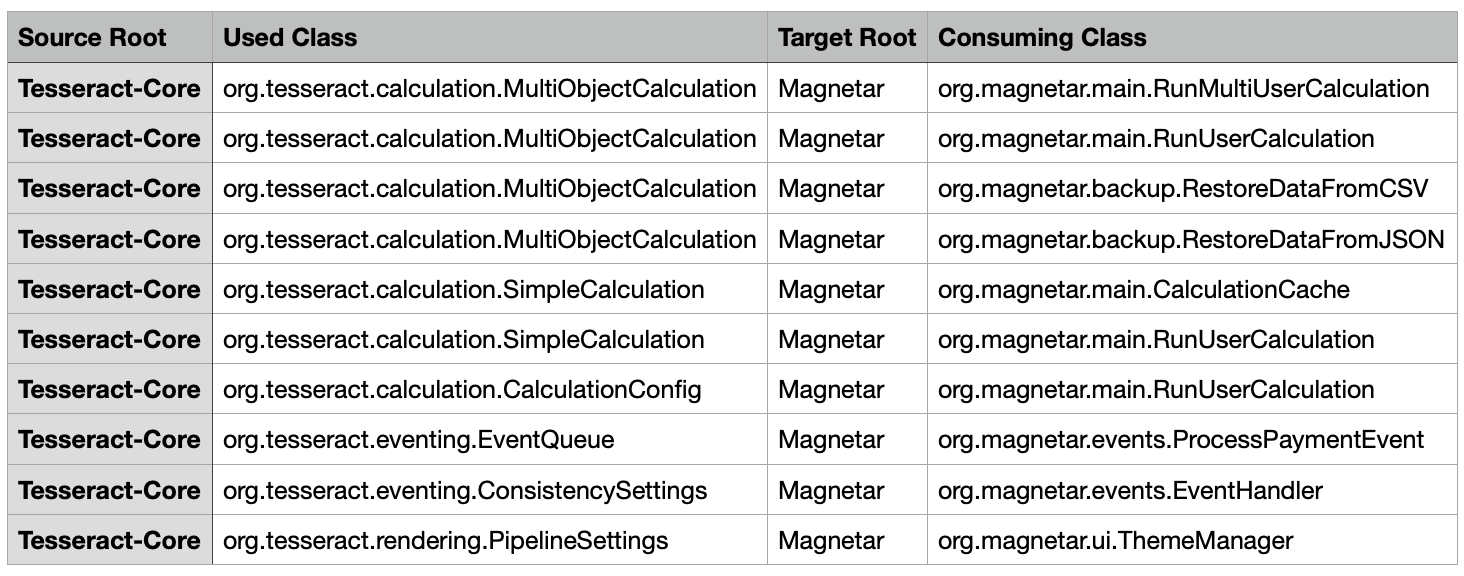 Source Root Used Class Target Root Consuming Class
Tesseract-Core org.tesseract.calculation.MultiObjectCalculation Magnetar org.magnetar.main.RunMultiUserCalculation
Tesseract-Core org.tesseract.calculation.MultiObjectCalculation Magnetar org.magnetar.main.RunUserCalculation
Tesseract-Core org.tesseract.calculation.MultiObjectCalculation Magnetar org.magnetar.backup.RestoreDataFromCSV
Tesseract-Core org.tesseract.calculation.MultiObjectCalculation Magnetar org.magnetar.backup.RestoreDataFromJSON
Tesseract-Core org.tesseract.calculation.SimpleCalculation Magnetar org.magnetar.main.CalculationCache
Tesseract-Core org.tesseract.calculation.SimpleCalculation Magnetar org.magnetar.main.RunUserCalculation
Tesseract-Core org.tesseract.calculation.CalculationConfig Magnetar org.magnetar.main.RunUserCalculation
Tesseract-Core org.tesseract.eventing.EventQueue Magnetar org.magnetar.events.ProcessPaymentEvent
Tesseract-Core org.tesseract.eventing.ConsistencySettings Magnetar org.magnetar.events.EventHandler
Tesseract-Core org.tesseract.rendering.PipelineSettings Magnetar org.magnetar.ui.ThemeManager